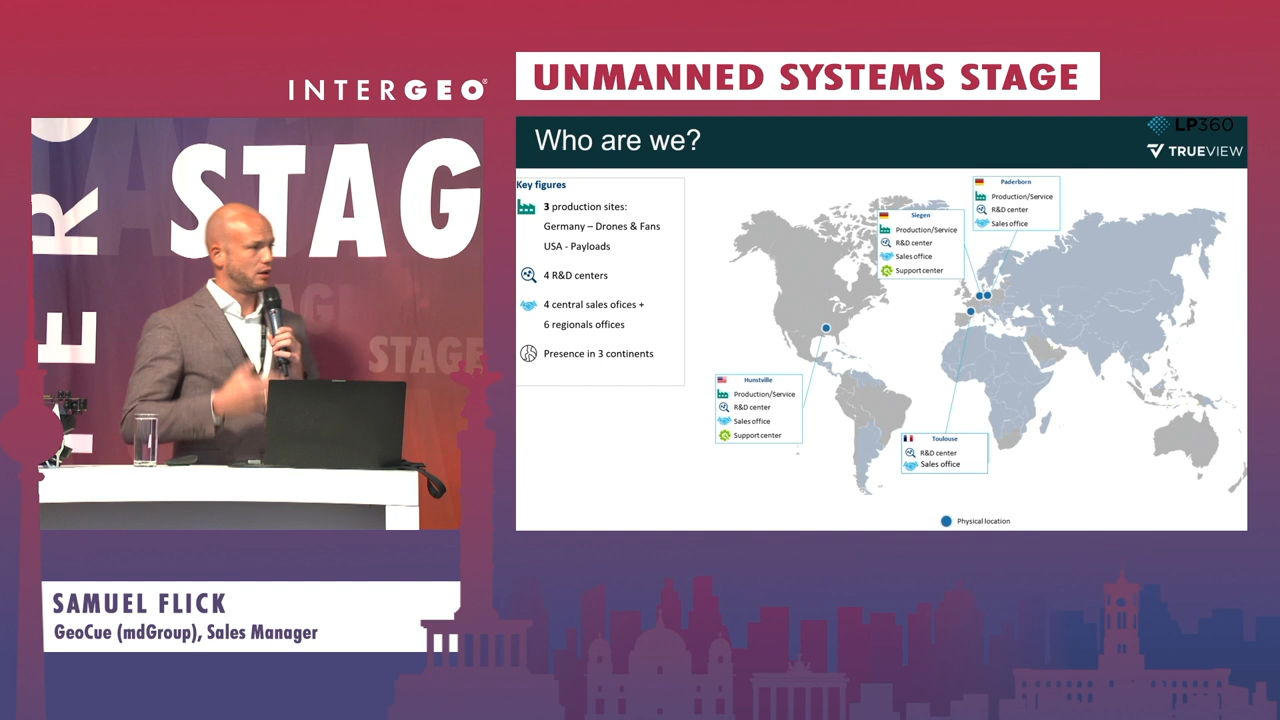 INTERGEO®
UNMANNED SYSTEMS STAGE
STAG
STAGE
Who are we?
LP360
TRUEVIEW
Key figures
3 production sites:
Germany – Drones & Fans
USA - Payloads
4 R&D centers
4 central sales ofices +
6 regionals offices
Presence in 3 continents
Paderborn
Production/Service
R&D center
Sales office
Siegen
Production/Service
R&D center
Sales office
Support center
Hunstville
Production/Service
R&D center
Sales office
Support center
Toulouse
R&D center
Sales office
Physical location
SAMUEL FLICK
GeoCue (mdGroup), Sales Manager